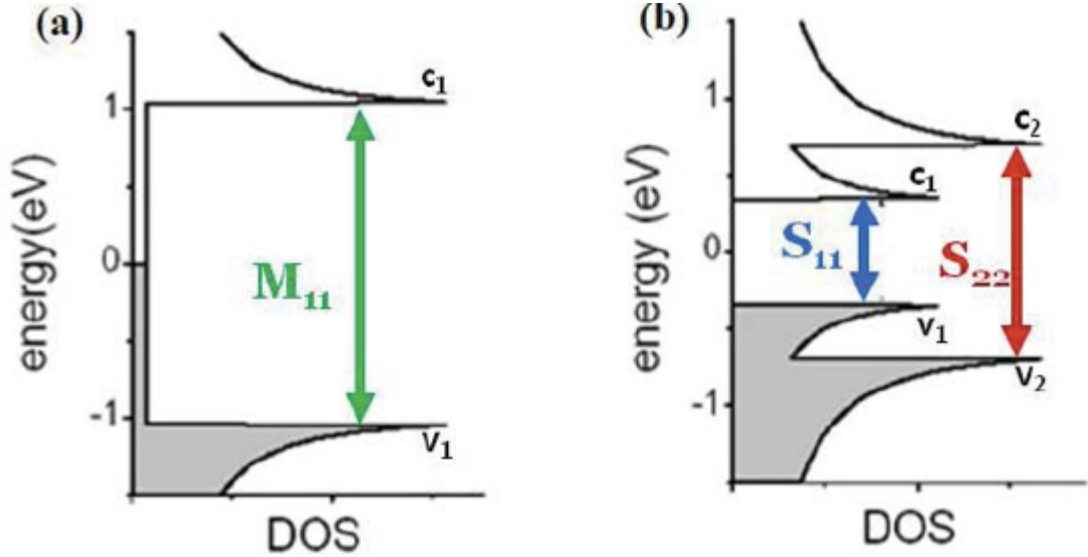 (a)
energy(eV)
1
0
-1
c₁
M₁₁
v₁
DOS
(b)
energy (eV)
1
0
-1
c₂
c₁
S₁₁
S₂₂
v₁
v₂
DOS